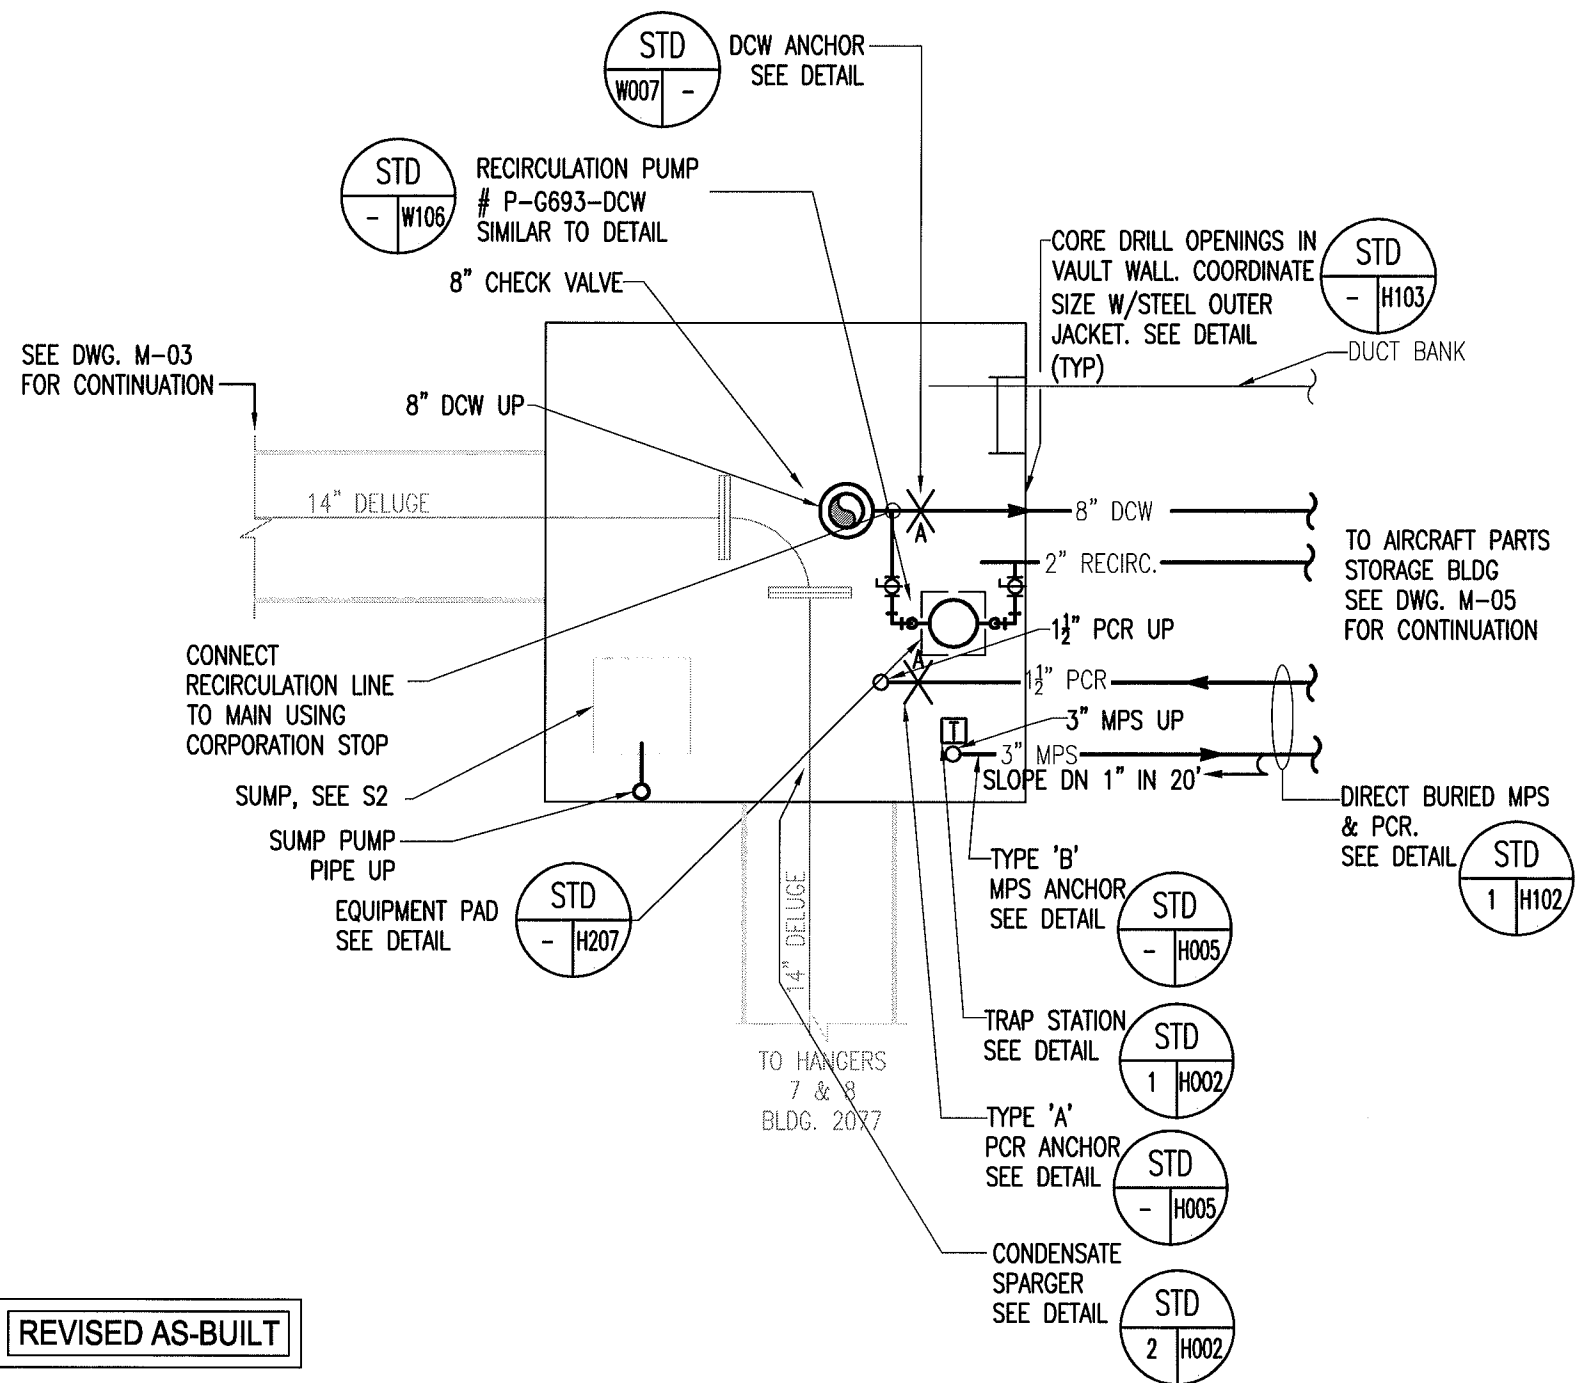 STD
W007 -
DCW ANCHOR
SEE DETAIL
STD
- W106
RECIRCULATION PUMP
# P-G693-DCW
SIMILAR TO DETAIL
8" CHECK VALVE
CORE DRILL OPENINGS IN
VAULT WALL. COORDINATE
SIZE W/STEEL OUTER
JACKET. SEE DETAIL
(TYP)
STD
- H103
DUCT BANK
SEE DWG. M-03
FOR CONTINUATION
8" DCW UP
14" DELUGE
A
8" DCW
2" RECIRC.
TO AIRCRAFT PARTS
STORAGE BLDG
SEE DWG. M-05
FOR CONTINUATION
1½" PCR UP
A
1½" PCR
CONNECT
RECIRCULATION LINE
TO MAIN USING
CORPORATION STOP
T
3" MPS UP
3" MPS
SLOPE DN 1" IN 20'
SUMP, SEE S2
SUMP PUMP
PIPE UP
DIRECT BURIED MPS
& PCR.
SEE DETAIL
STD
1 H102
EQUIPMENT PAD
SEE DETAIL
STD
- H207
14" DELUGE
TYPE 'B'
MPS ANCHOR
SEE DETAIL
STD
- H005
TRAP STATION
SEE DETAIL
STD
1 H002
TO HANGERS
7 & 8
BLDG. 2077
TYPE 'A'
PCR ANCHOR
SEE DETAIL
STD
- H005
CONDENSATE
SPARGER
SEE DETAIL
STD
2 H002
REVISED AS-BUILT